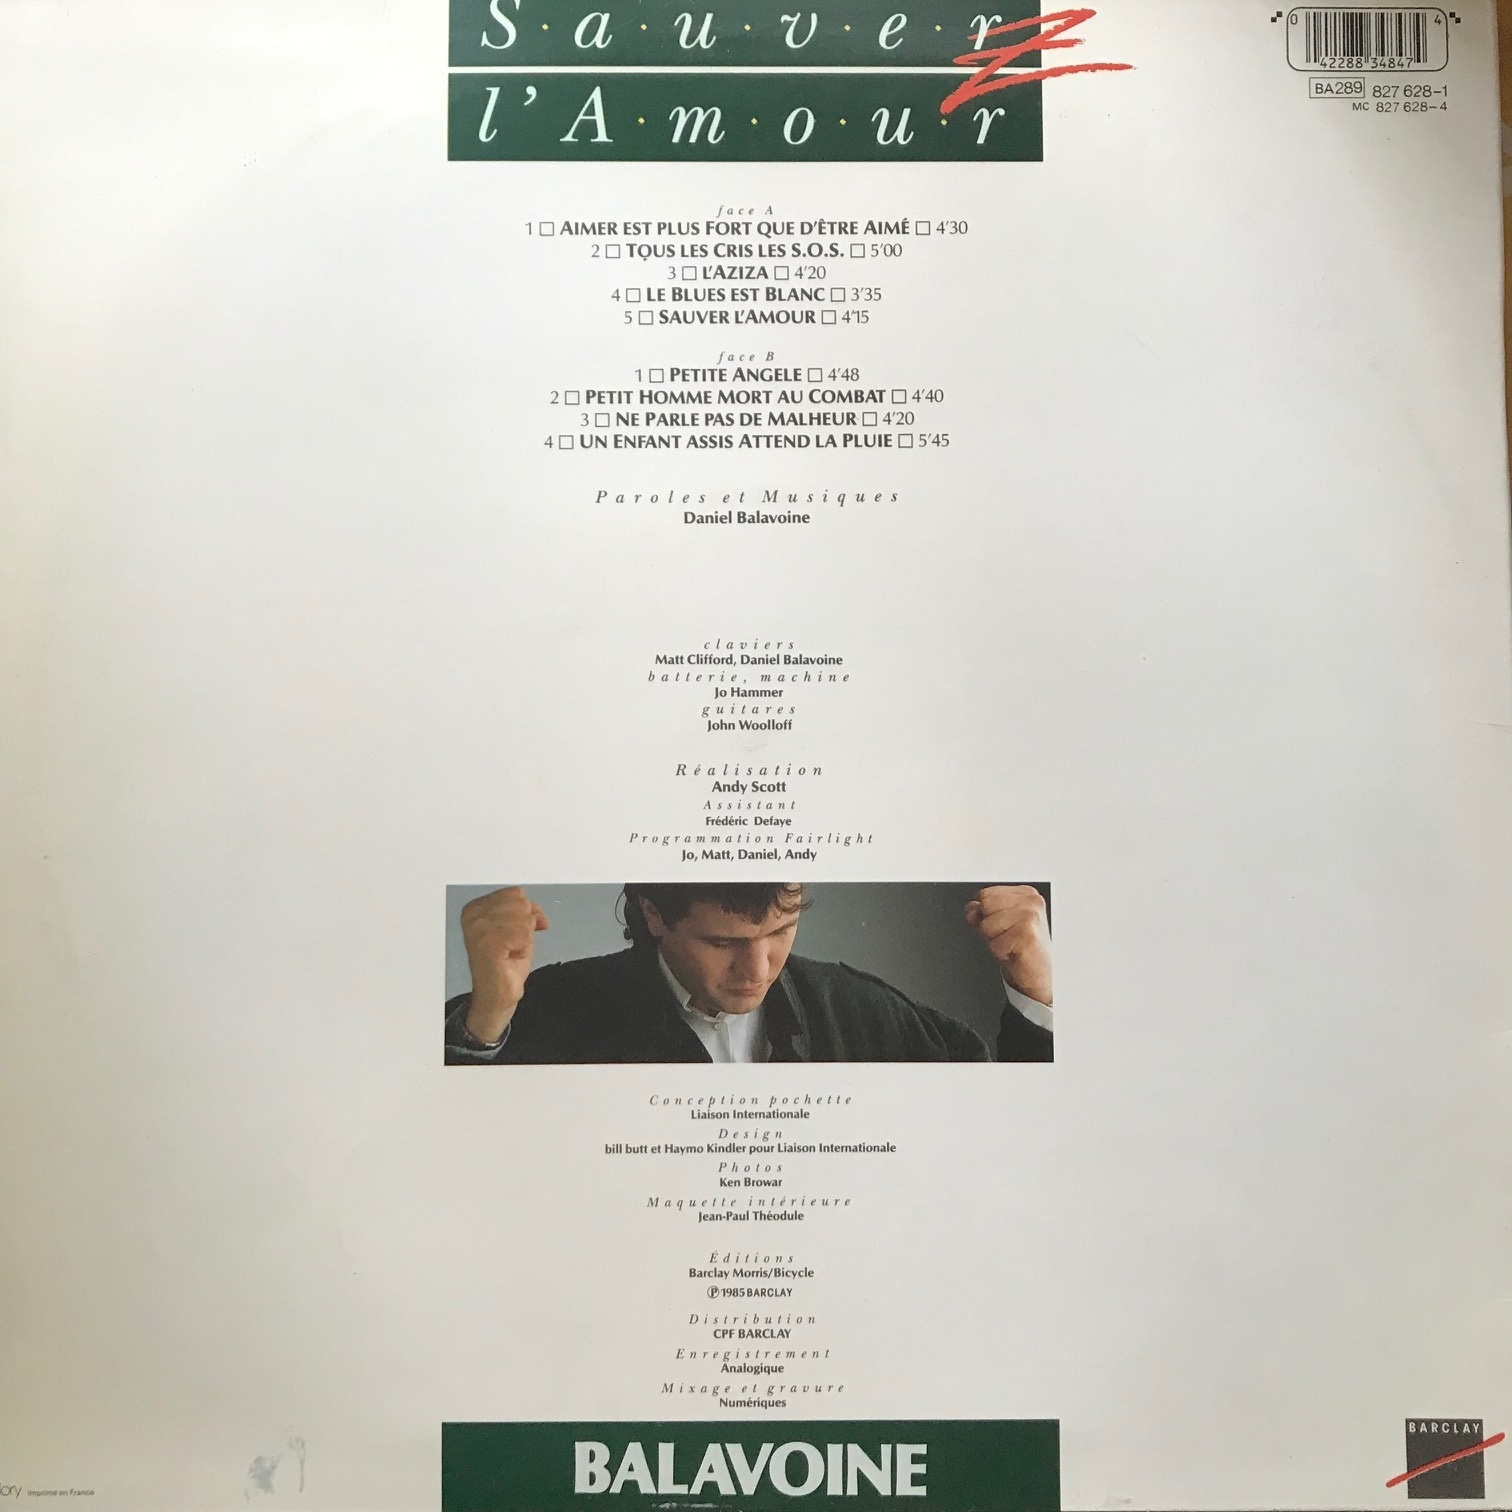 S·a·u·v·e·r
l'A·m·o·u·r
0 42288 34847 4
BA289 827 628-1
MC 827 628-4
face A
1 □ AIMER EST PLUS FORT QUE D'ÊTRE AIMÉ □ 4'30
2 □ TOUS LES CRIS LES S.O.S. □ 5'00
3 □ L'AZIZA □ 4'20
4 □ LE BLUES EST BLANC □ 3'35
5 □ SAUVER L'AMOUR □ 4'15
face B
1 □ PETITE ANGELE □ 4'48
2 □ PETIT HOMME MORT AU COMBAT □ 4'40
3 □ NE PARLE PAS DE MALHEUR □ 4'20
4 □ UN ENFANT ASSIS ATTEND LA PLUIE □ 5'45
Paroles et Musiques
Daniel Balavoine
claviers
Matt Clifford, Daniel Balavoine
batterie, machine
Jo Hammer
guitares
John Woolloff
Réalisation
Andy Scott
Assistant
Frédéric Defaye
Programmation Fairlight
Jo, Matt, Daniel, Andy
Conception pochette
Liaison Internationale
Design
bill butt et Haymo Kindler pour Liaison Internationale
Photos
Ken Browar
Maquette intérieure
Jean-Paul Théodule
Éditions
Barclay Morris/Bicycle
℗ 1985 BARCLAY
Distribution
CPF BARCLAY
Enregistrement
Analogique
Mixage et gravure
Numériques
BALAVOINE
BARCLAY
imprimé en France